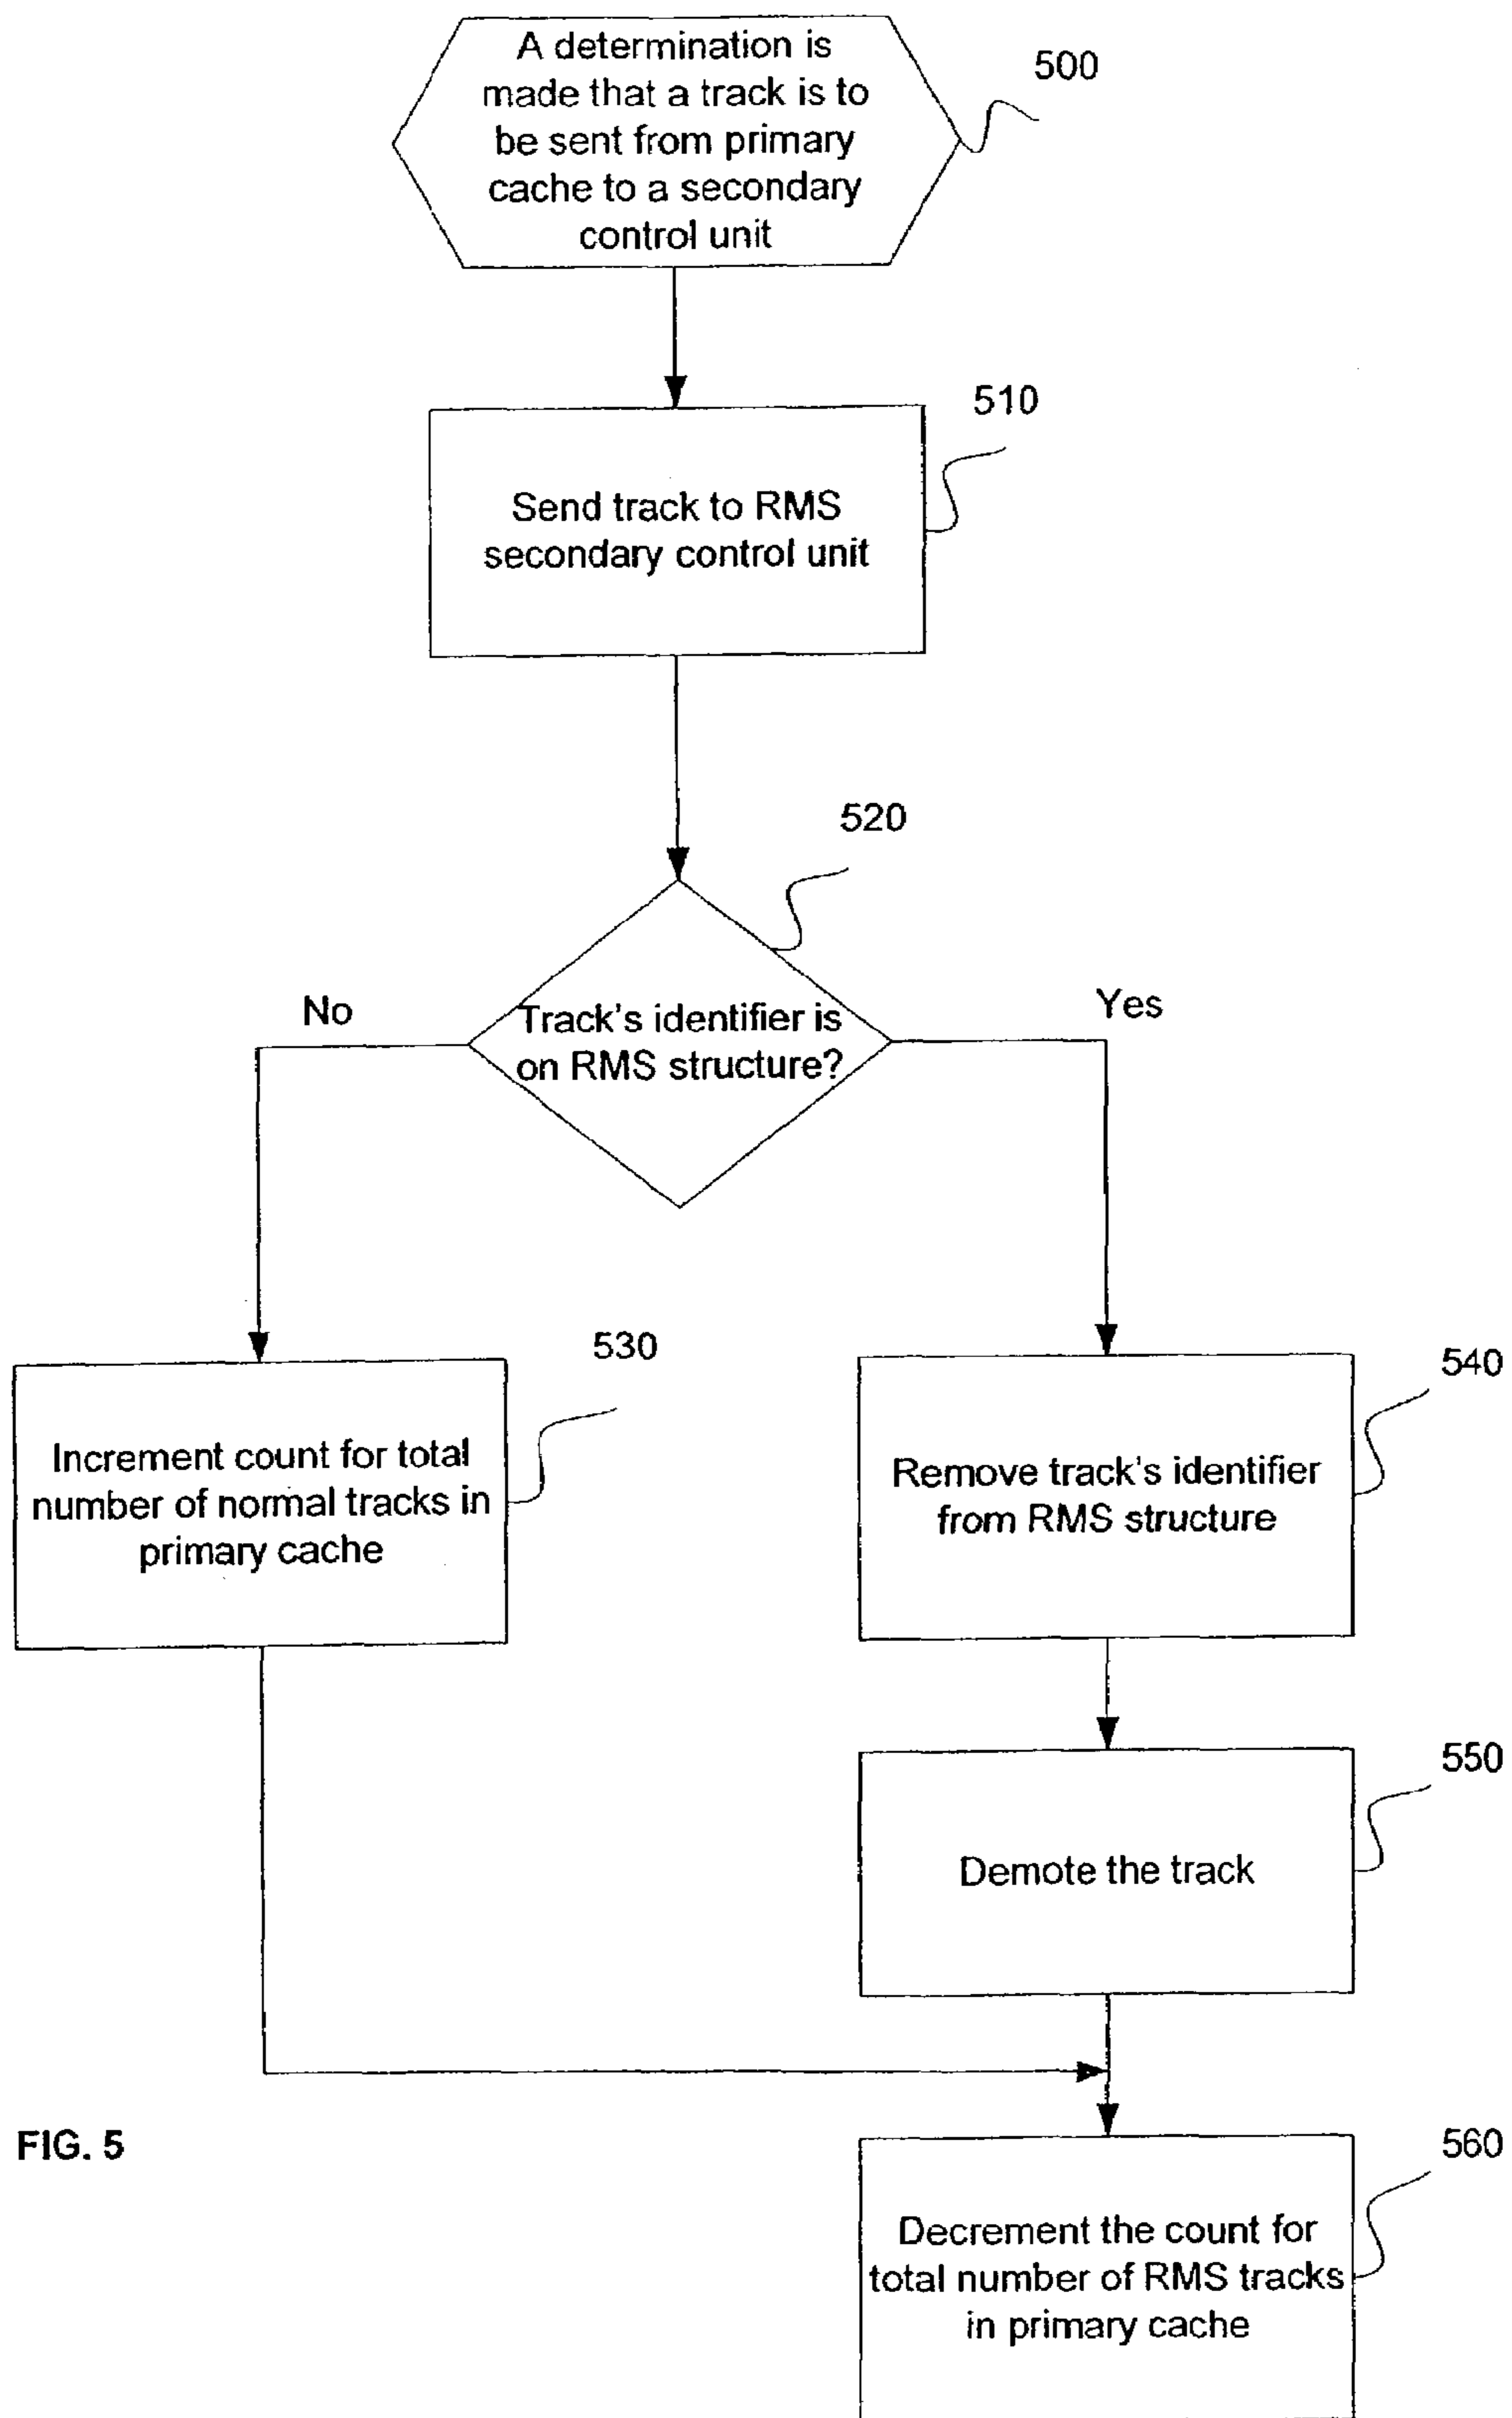 A determination is
made that a track is to
be sent from primary
cache to a secondary
control unit
500
510
Send track to RMS
secondary control unit
520
No
Yes
Track's identifier is
on RMS structure?
530
Increment count for total
number of normal tracks in
primary cache
540
Remove track's identifier
from RMS structure
550
Demote the track
FIG. 5
560
Decrement the count for
total number of RMS tracks
in primary cache